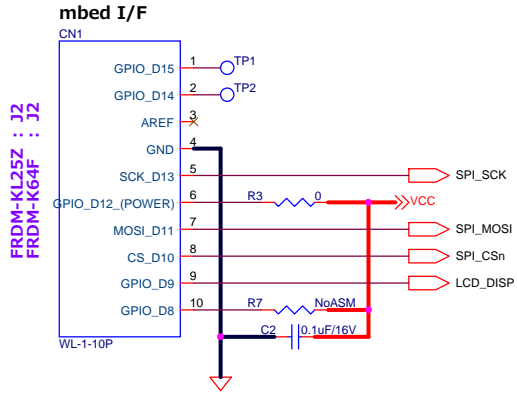 mbed I/F
CN1
FRDM-KL25Z : J2
FRDM-K64F : J2
GPIO_D15 1 TP1
GPIO_D14 2 TP2
AREF 3
GND 4
SCK_D13 5 SPI_SCK
GPIO_D12_(POWER) 6 R3 0 VCC
MOSI_D11 7 SPI_MOSI
CS_D10 8 SPI_CSn
GPIO_D9 9 LCD_DISP
GPIO_D8 10 R7 NoASM
C2 0.1uF/16V
WL-1-10P